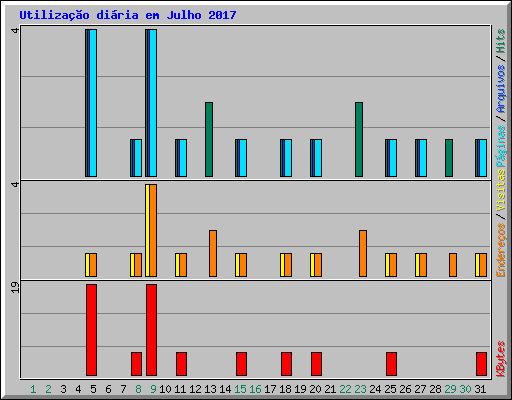 Utilização diária em Julho 2017
4
4
19
Endereços / Visitas Páginas / Arquivos / Hits
KBytes
1 2 3 4 5 6 7 8 9 10 11 12 13 14 15 16 17 18 19 20 21 22 23 24 25 26 27 28 29 30 31